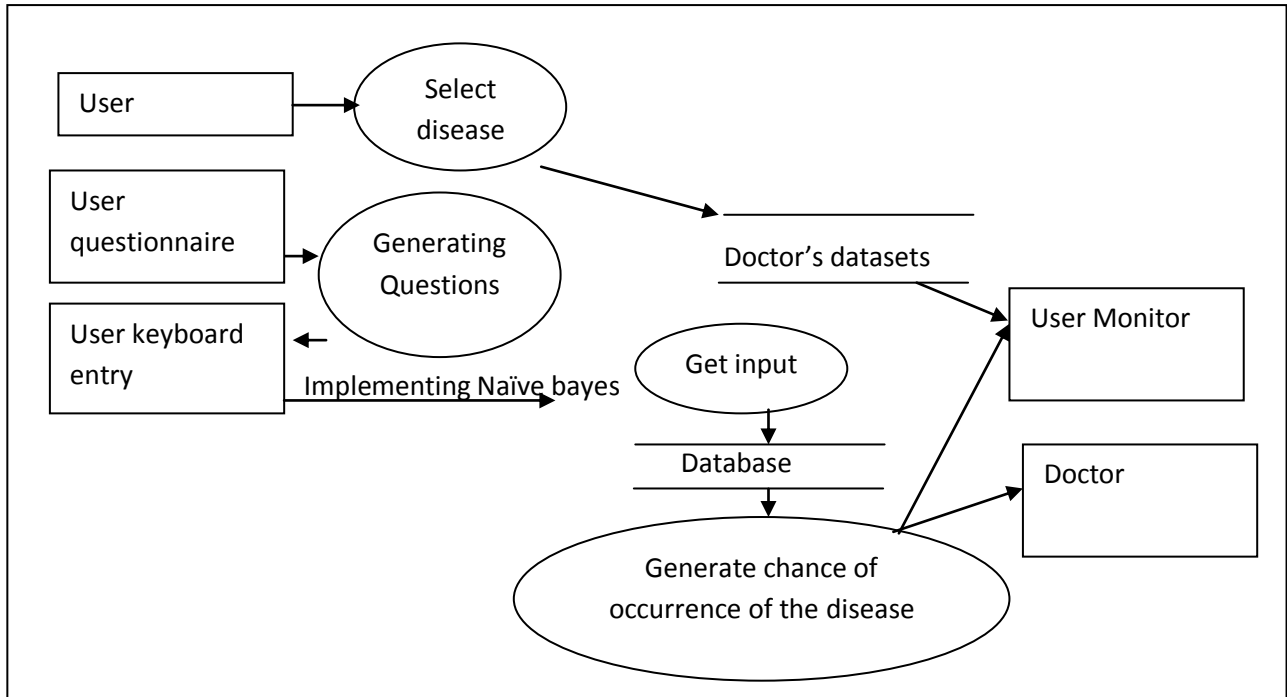 User
Select
disease
User
questionnaire
Generating
Questions
Doctor’s datasets
User Monitor
User keyboard
entry
Get input
Implementing Naïve bayes
Database
Doctor
Generate chance of
occurrence of the disease